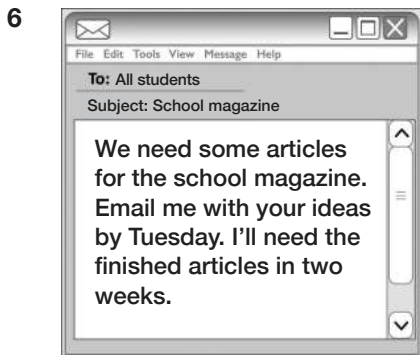 6
File Edit Tools View Message Help
To: All students
Subject: School magazine
We need some articles
for the school magazine.
Email me with your ideas
by Tuesday. I'll need the
finished articles in two
weeks.